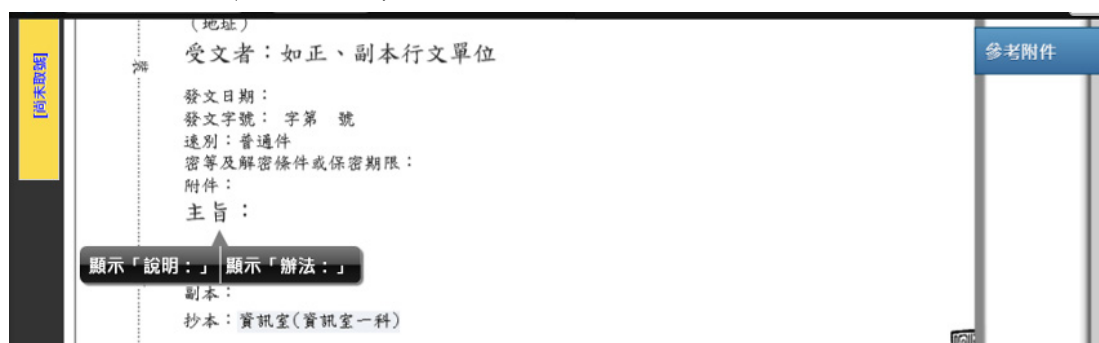 (地址)
受文者：如正、副本行文單位
參考附件
裝
[尚未取號]
發文日期：
發文字號： 字第 號
速別：普通件
密等及解密條件或保密期限：
附件：
主旨：
顯示「說明：」 顯示「辦法：」
副本：
抄本：資訊室(資訊室一科)